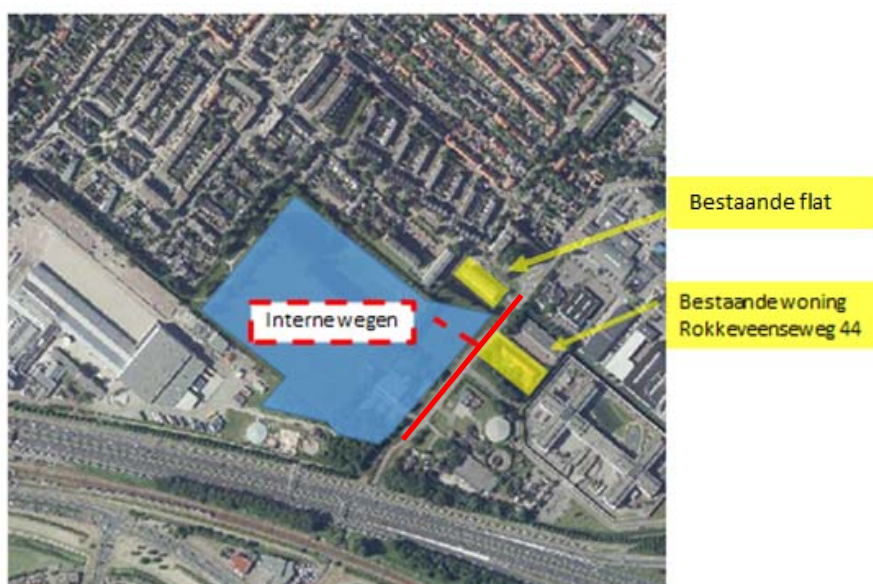 Bestaande flat
Interne wegen
Bestaande woning
Rokkeveenseweg 44